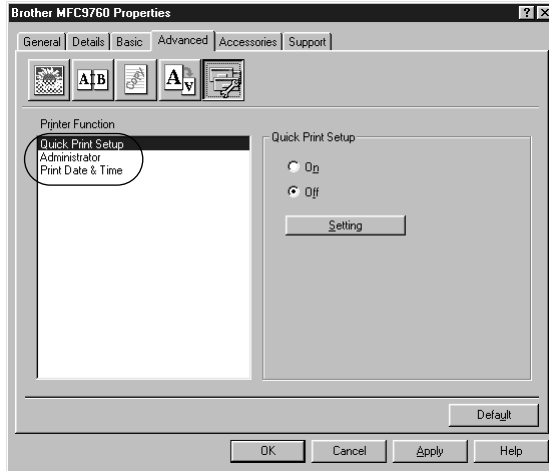 Brother MFC9760 Properties
General Details Basic Advanced Accessories Support
A B A A
Printer Function
Quick Print Setup
Administrator
Print Date & Time
Quick Print Setup
On
Off
Setting
Default
OK Cancel Apply Help